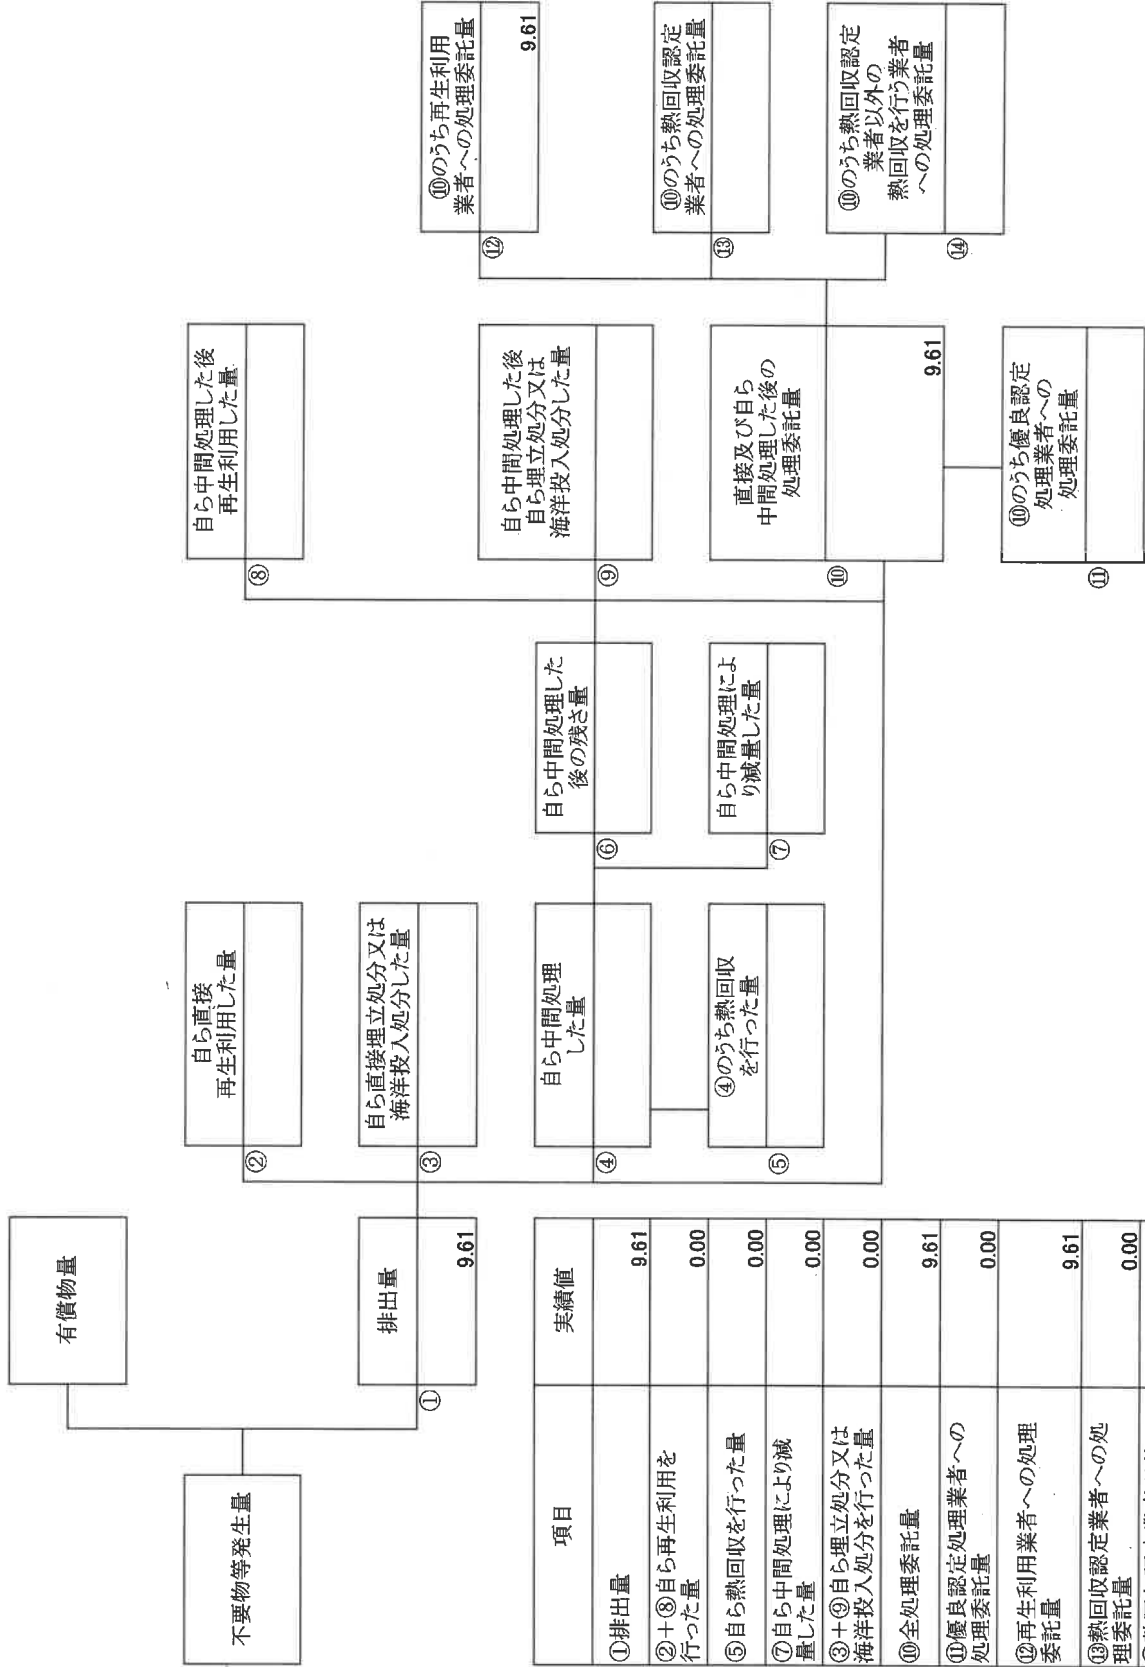 不要物等発生量
有償物量
排出量
①
9.61
自ら直接
再生利用した量
②
自ら直接埋立処分又は
海洋投入処分した量
③
自ら中間処理
した量
④
④のうち熱回収
を行った量
⑤
自ら中間処理した
後の残さ量
⑥
自ら中間処理によ
り減量した量
⑦
自ら中間処理した後
再生利用した量
⑧
自ら中間処理した後
自ら埋立処分又は
海洋投入処分した量
⑨
直接及び自ら
中間処理した後の
処理委託量
⑩
9.61
⑩のうち優良認定
処理業者への
処理委託量
⑪
⑩のうち再生利用
業者への処理委託量
⑫
9.61
⑩のうち熱回収認定
業者への処理委託量
⑬
⑩のうち熱回収認定
業者以外の
熱回収を行う業者
への処理委託量
⑭
項目
実績値
①排出量
9.61
②+⑧自ら再生利用を
行った量
0.00
⑤自ら熱回収を行った量
0.00
⑦自ら中間処理により減
量した量
0.00
③+⑨自ら埋立処分又は
海洋投入処分を行った量
0.00
⑩全処理委託量
9.61
⑪優良認定処理業者への
処理委託量
0.00
⑫再生利用業者への処理
委託量
9.61
⑬熱回収認定業者への処
理委託量
0.00